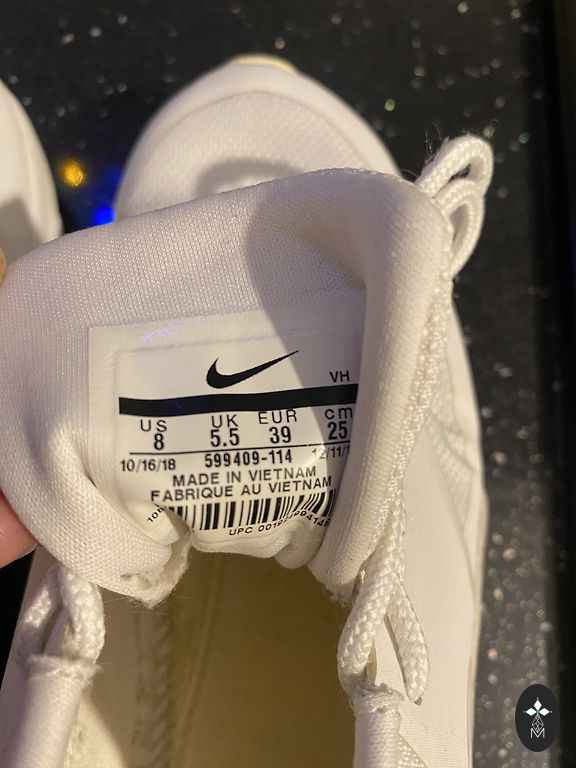 VH
US UK EUR cm
8 5.5 39 25
10/16/18 599409-114
MADE IN VIETNAM
FABRIQUE AU VIETNAM
UPC
M